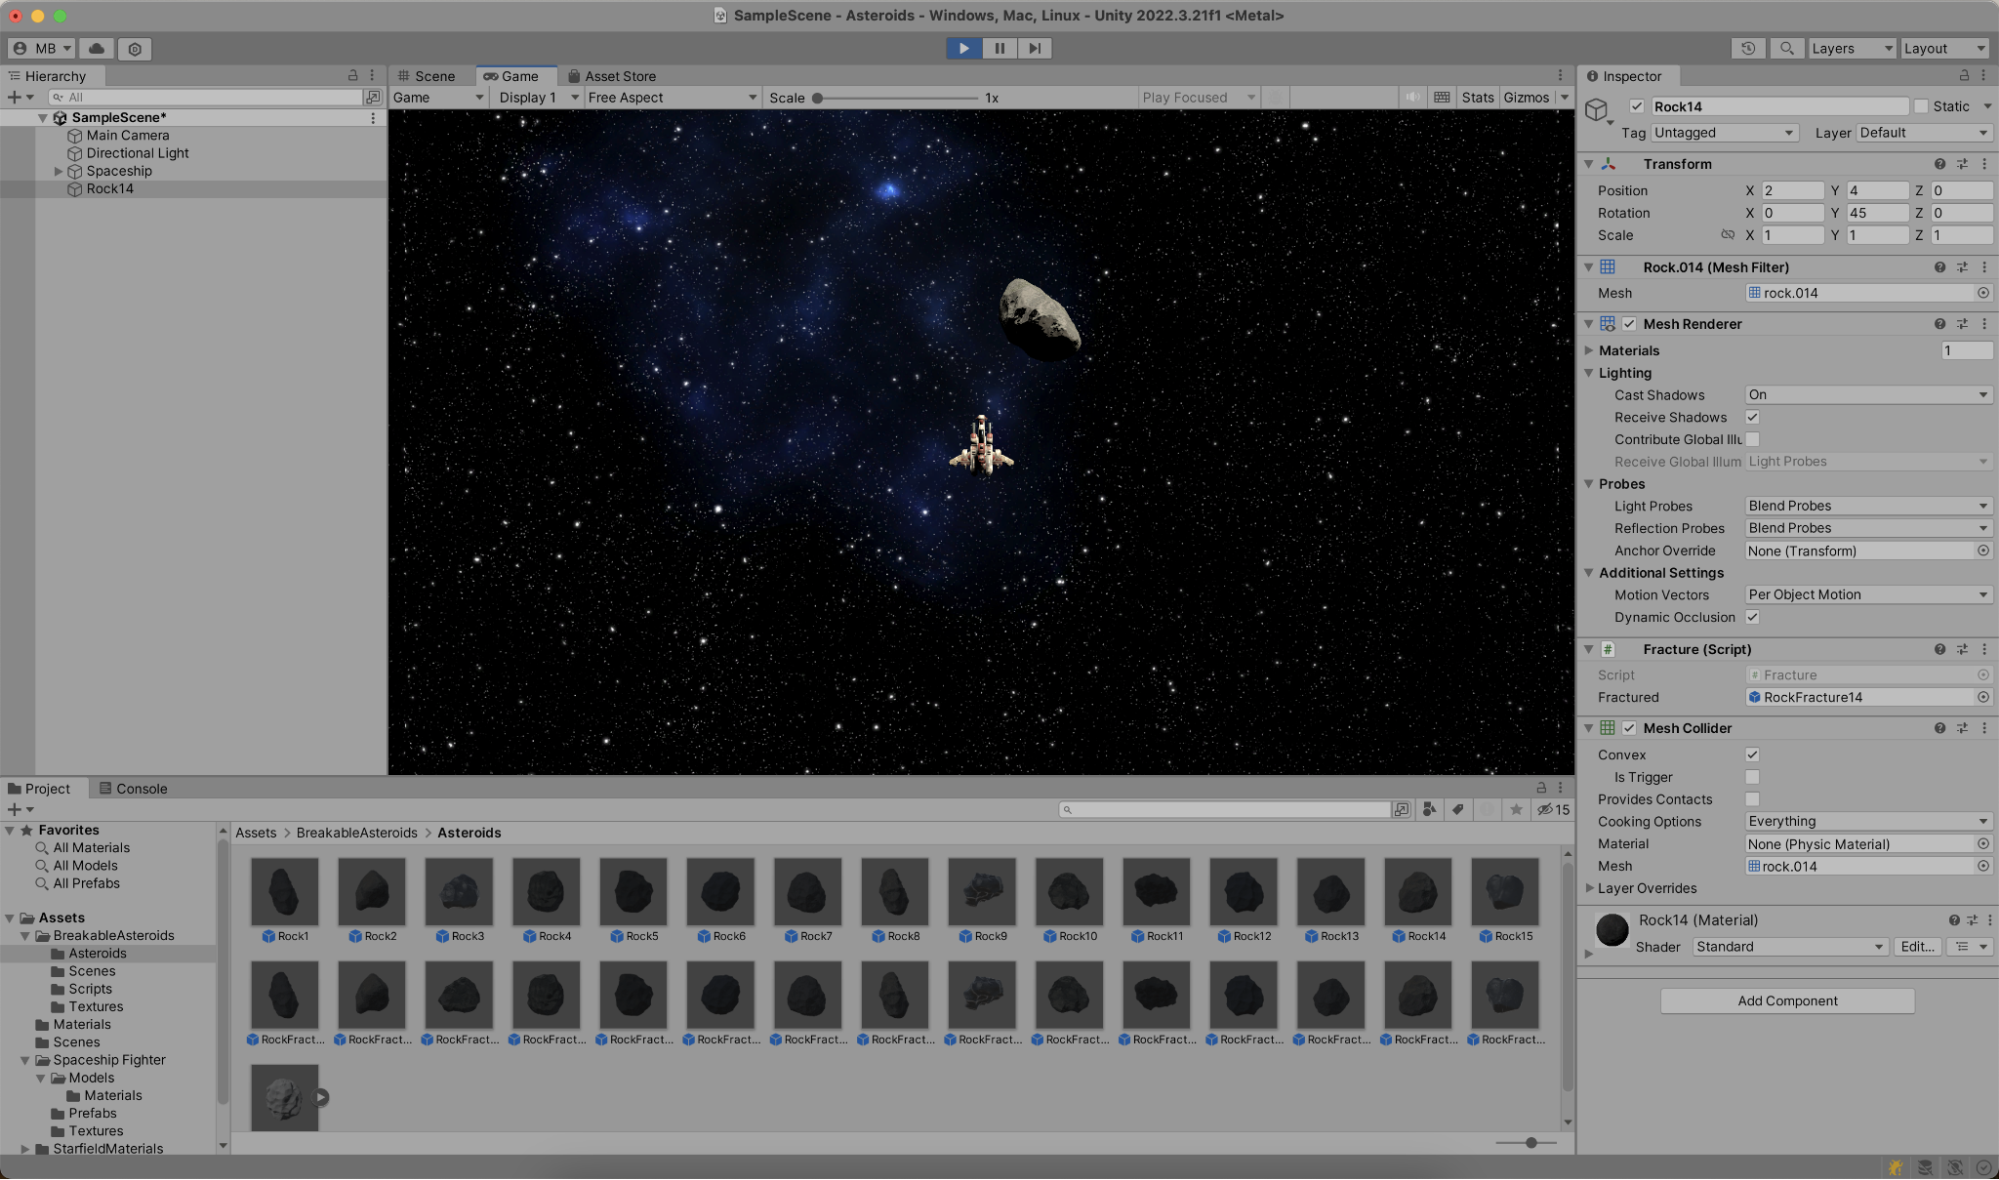 SampleScene - Asteroids - Windows, Mac, Linux - Unity 2022.3.21f1 <Metal>
MB
Layers
Layout
Hierarchy
All
SampleScene*
Main Camera
Directional Light
Spaceship
Rock14
Scene
Game
Asset Store
Game
Display 1
Free Aspect
Scale
1x
Play Focused
Stats
Gizmos
Inspector
Rock14
Static
Tag Untagged
Layer Default
Transform
Position X 2 Y 4 Z 0
Rotation X 0 Y 45 Z 0
Scale X 1 Y 1 Z 1
Rock.014 (Mesh Filter)
Mesh rock.014
Mesh Renderer
Materials 1
Lighting
Cast Shadows On
Receive Shadows
Contribute Global Illu
Receive Global Illum Light Probes
Probes
Light Probes Blend Probes
Reflection Probes Blend Probes
Anchor Override None (Transform)
Additional Settings
Motion Vectors Per Object Motion
Dynamic Occlusion
Fracture (Script)
Script # Fracture
Fractured RockFracture14
Mesh Collider
Convex
Is Trigger
Provides Contacts
Cooking Options Everything
Material None (Physic Material)
Mesh rock.014
Layer Overrides
Rock14 (Material)
Shader Standard Edit...
Add Component
Project
Console
15
Favorites
All Materials
All Models
All Prefabs
Assets
BreakableAsteroids
Asteroids
Scenes
Scripts
Textures
Materials
Scenes
Spaceship Fighter
Models
Materials
Prefabs
Textures
StarfieldMaterials
Assets > BreakableAsteroids > Asteroids
Rock1 Rock2 Rock3 Rock4 Rock5 Rock6 Rock7 Rock8 Rock9 Rock10 Rock11 Rock12 Rock13 Rock14 Rock15
RockFract... RockFract... RockFract... RockFract... RockFract... RockFract... RockFract... RockFract... RockFract... RockFract... RockFract... RockFract... RockFract... RockFract... RockFract...